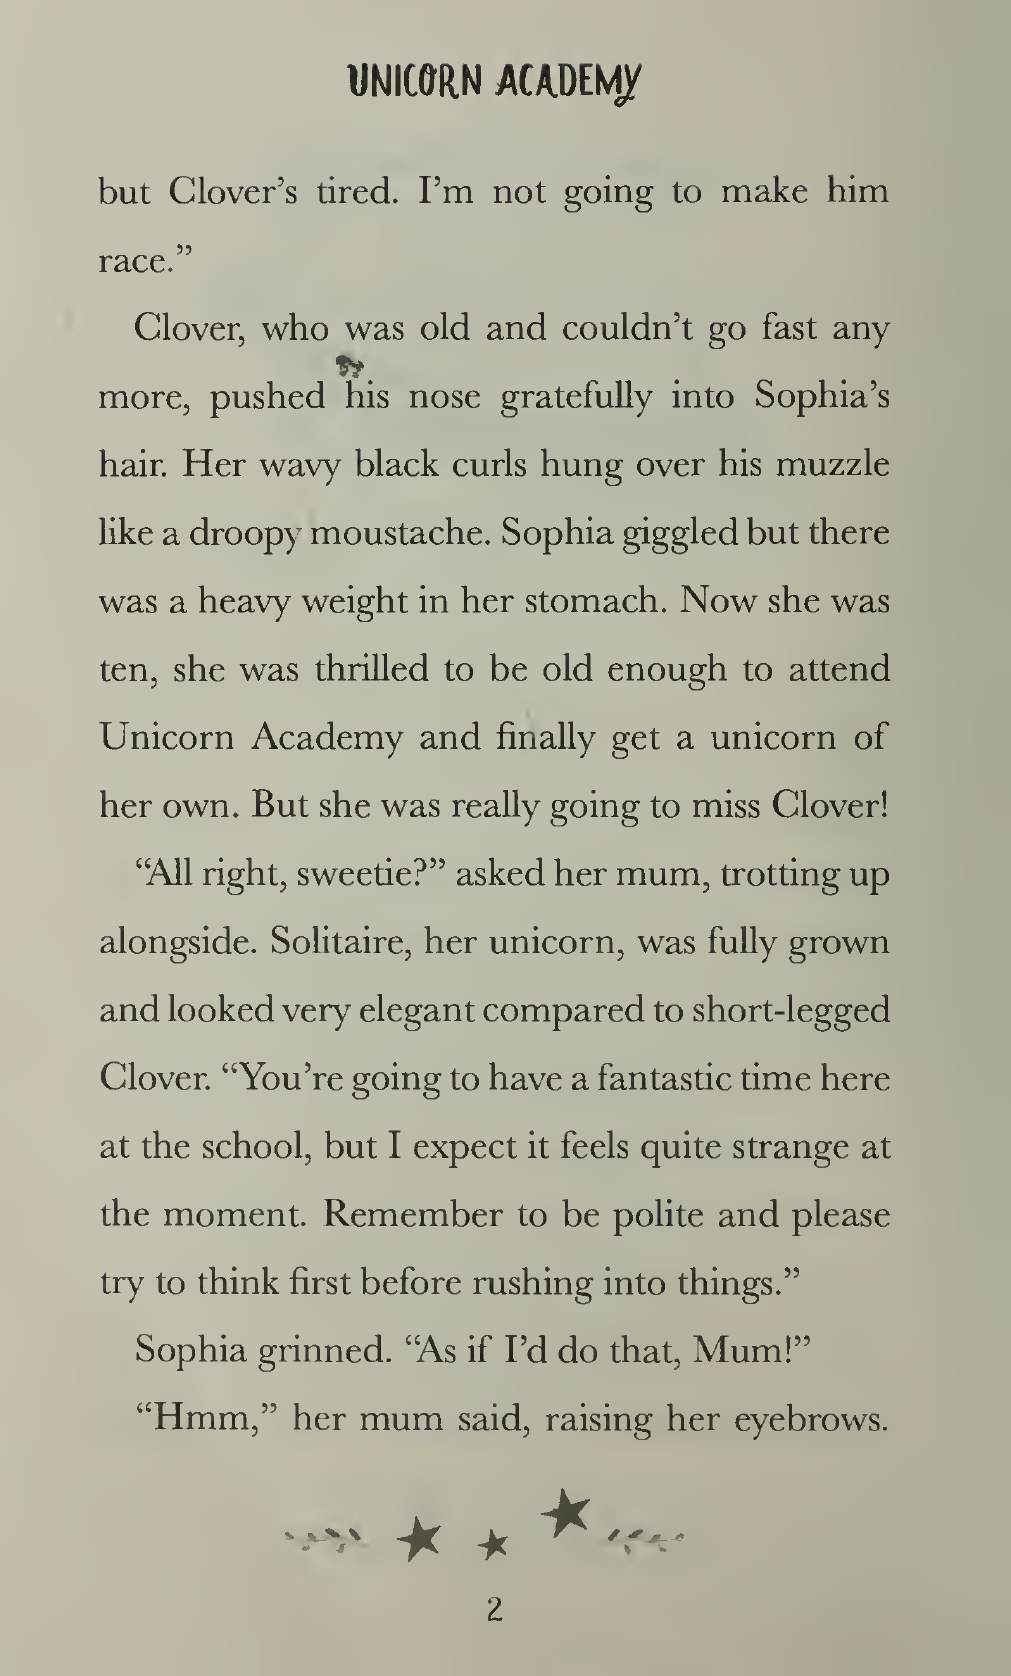 UNICORN ACADEMY
but Clover’s tired. I’m not going to make him
race.”
Clover, who was old and couldn’t go fast any
more, pushed his nose gratefully into Sophia’s
hair. Her wavy black curls hung over his muzzle
like a droopy moustache. Sophia giggled but there
was a heavy weight in her stomach. Now she was
ten, she was thrilled to be old enough to attend
Unicorn Academy and finally get a unicorn of
her own. But she was really going to miss Clover!
“All right, sweetie?” asked her mum, trotting up
alongside. Solitaire, her unicorn, was fully grown
and looked very elegant compared to short-legged
Clover. “You’re going to have a fantastic time here
at the school, but I expect it feels quite strange at
the moment. Remember to be polite and please
try to think first before rushing into things.”
Sophia grinned. “As if I’d do that, Mum!”
“Hmm,” her mum said, raising her eyebrows.
2